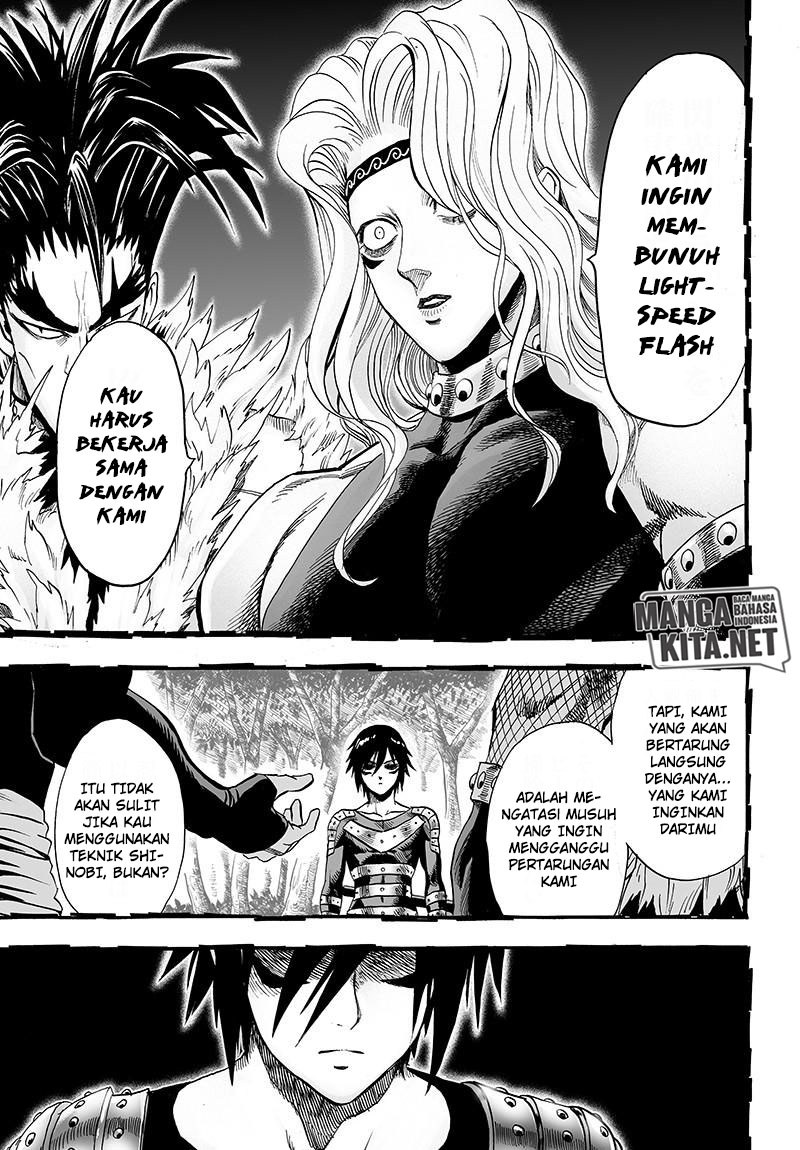 KAMI
INGIN
MEM-
BUNUH
LIGHT-
SPEED
FLASH
KAU
HARUS
BEKERJA
SAMA
DENGAN
KAMI
MANGA
KITA.NET
BACA MANGA
BAHASA
INDONESIA
TAPI, KAMI
YANG AKAN
BERTARUNG
LANGSUNG
DENGANYA...
YANG KAMI
INGINKAN
DARIMU
ADALAH ME-
NGATASI MUSUH
YANG INGIN
MENGGANGGU
PERTARUNGAN
KAMI
ITU TIDAK
AKAN SULIT
JIKA KAU
MENGGUNAKAN
TEKNIK SHI-
NOBI, BUKAN?